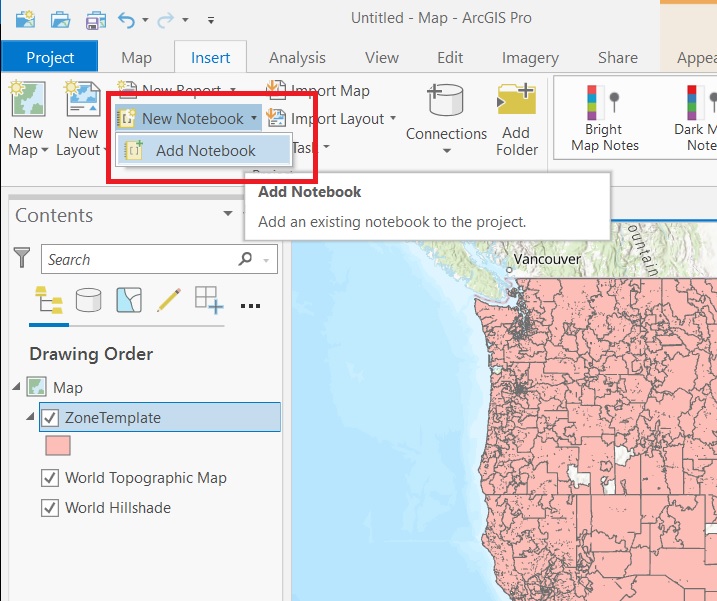 Untitled - Map - ArcGIS Pro
Project Map Insert Analysis View Edit Imagery Share Appea
New Map
New Layout
New Report
New Notebook
Add Notebook
Import Map
Import Layout
Task
Connections
Add Folder
Bright Map Notes
Dark M Note
Add Notebook
Add an existing notebook to the project.
Contents
Search
Drawing Order
Map
ZoneTemplate
World Topographic Map
World Hillshade
Vancouver
ountain